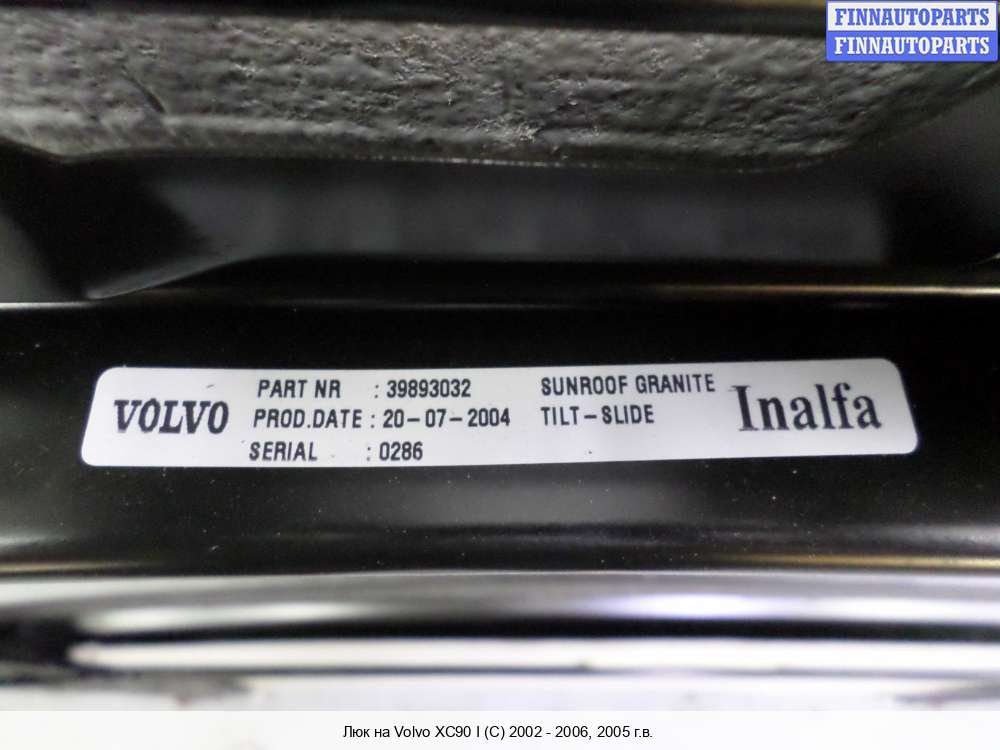 FINNAUTOPARTS
FINNAUTOPARTS
VOLVO
PART NR : 39893032
PROD.DATE : 20-07-2004
SERIAL : 0286
SUNROOF GRANITE
TILT-SLIDE
Inalfa
Люк на Volvo XC90 I (C) 2002 - 2006, 2005 г.в.